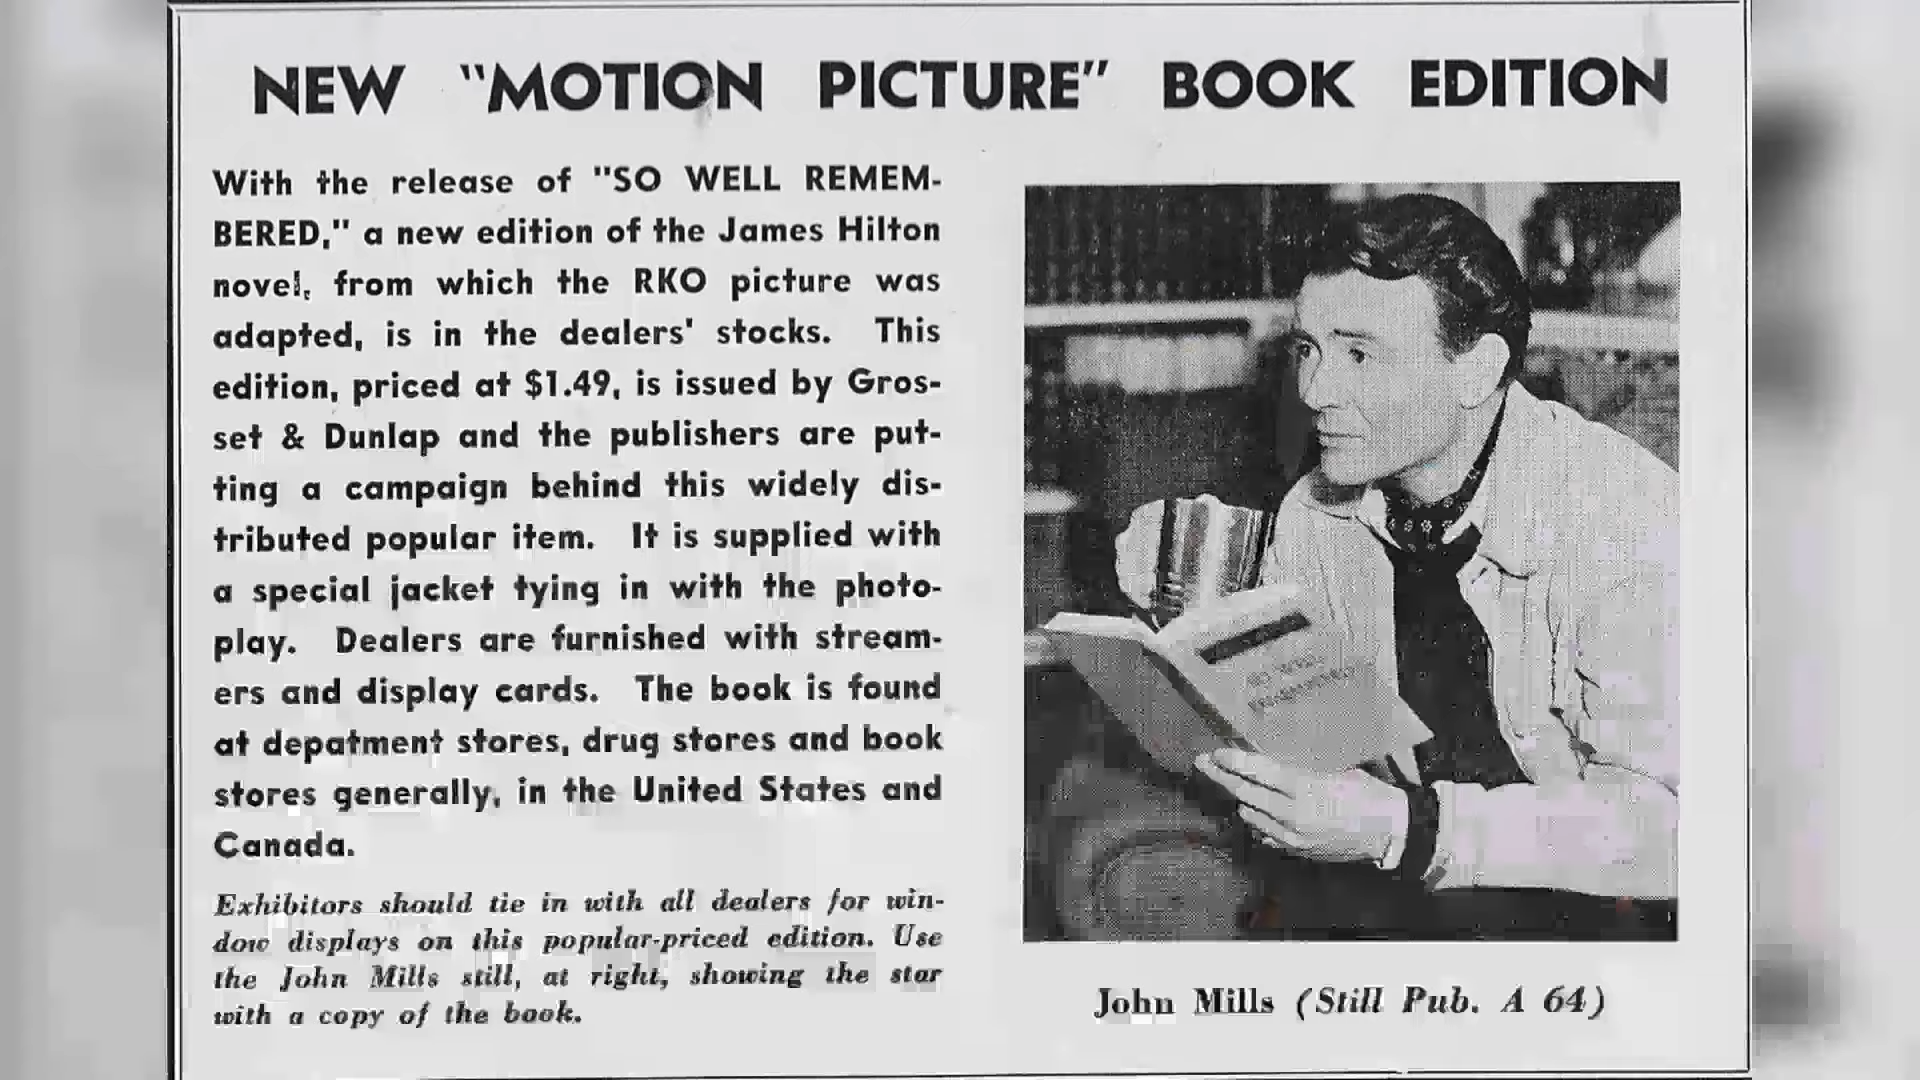 NEW "MOTION PICTURE" BOOK EDITION
With the release of "SO WELL REMEM-
BERED," a new edition of the James Hilton
novel, from which the RKO picture was
adapted, is in the dealers' stocks. This
edition, priced at $1.49, is issued by Gros-
set & Dunlap and the publishers are put-
ting a campaign behind this widely dis-
tributed popular item. It is supplied with
a special jacket tying in with the photo-
play. Dealers are furnished with stream-
ers and display cards. The book is found
at depatment stores, drug stores and book
stores generally, in the United States and
Canada.
Exhibitors should tie in with all dealers for win-
dow displays on this popular-priced edition. Use
the John Mills still, at right, showing the star
with a copy of the book.
SO WELL
REMEMBERED
John Mills (Still Pub. A 64)